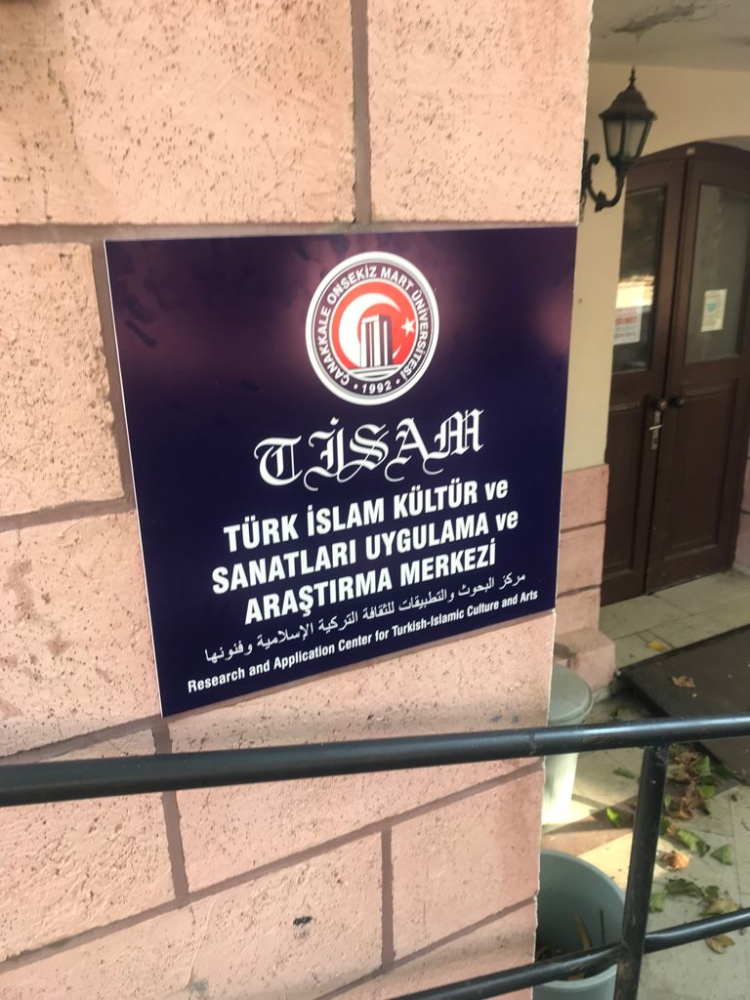 ÇANAKKALE ONSEKİZ MART ÜNİVERSİTESİ
• 1992 •
TİSAM
TÜRK İSLAM KÜLTÜR ve
SANATLARI UYGULAMA ve
ARAŞTIRMA MERKEZİ
مركز البحوث والتطبيقات للثقافة التركية الإسلامية وفنونها
Research and Application Center for Turkish-Islamic Culture and Arts